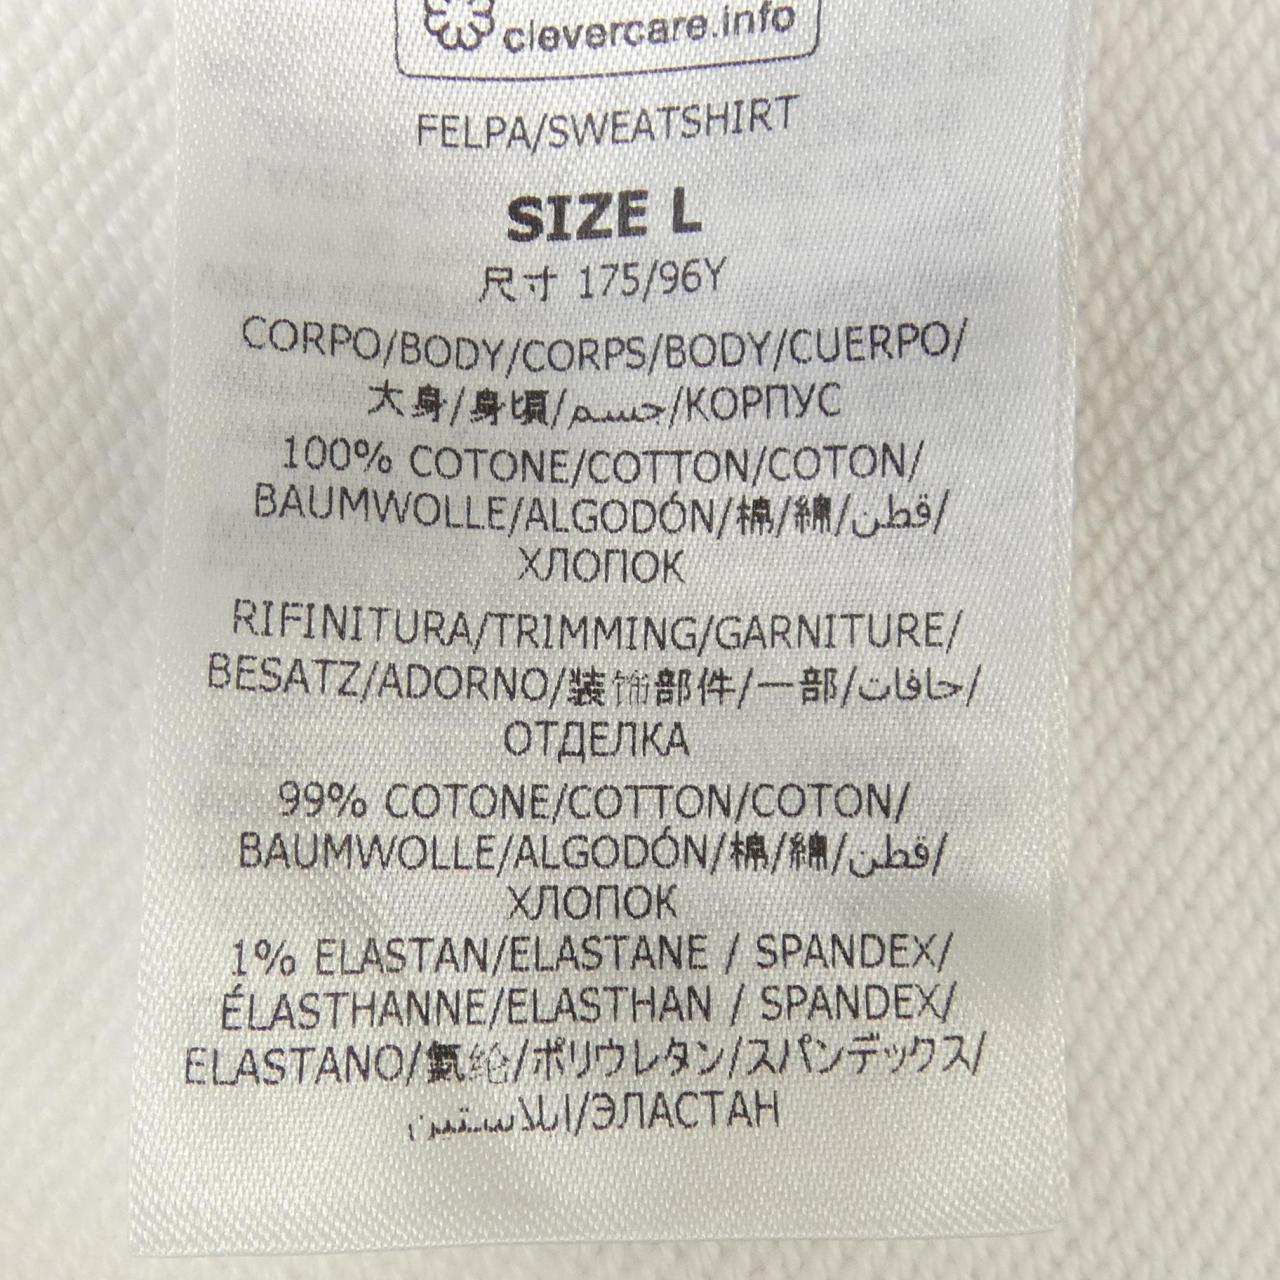 clevercare.info
FELPA/SWEATSHIRT
SIZE L
尺寸 175/96Y
CORPO/BODY/CORPS/BODY/CUERPO/
大身/身頃/جسم/КОРПУС
100% COTONE/COTTON/COTON/
BAUMWOLLE/ALGODÓN/棉/綿/قطن/
ХЛОПОК
RIFINITURA/TRIMMING/GARNITURE/
BESATZ/ADORNO/装饰部件/一部/حافات/
ОТДЕЛКА
99% COTONE/COTTON/COTON/
BAUMWOLLE/ALGODÓN/棉/綿/قطن/
ХЛОПОК
1% ELASTAN/ELASTANE / SPANDEX/
ÉLASTHANNE/ELASTHAN / SPANDEX/
ELASTANO/氨纶/ポリウレタン/スパンデックス/
ايلاستين/ЭЛАСТАН